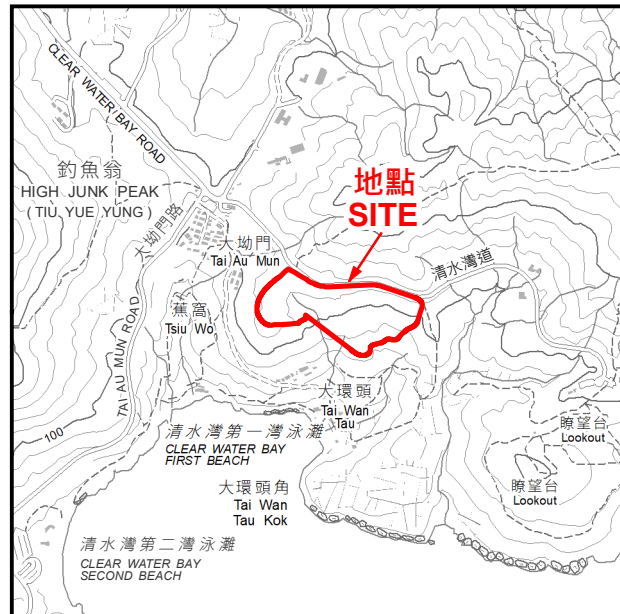 CLEAR WATER BAY ROAD
釣魚翁
HIGH JUNK PEAK
( TIU YUE YUNG )
大坳門路
地點
SITE
大坳門
Tai Au Mun
清水灣道
蕉窩
Tsiu Wo
TAI AU MUN ROAD
大環頭
Tai Wan
Tau
瞭望台
Lookout
100
清水灣第一灣泳灘
CLEAR WATER BAY
FIRST BEACH
瞭望台
Lookout
大環頭角
Tai Wan
Tau Kok
清水灣第二灣泳灘
CLEAR WATER BAY
SECOND BEACH